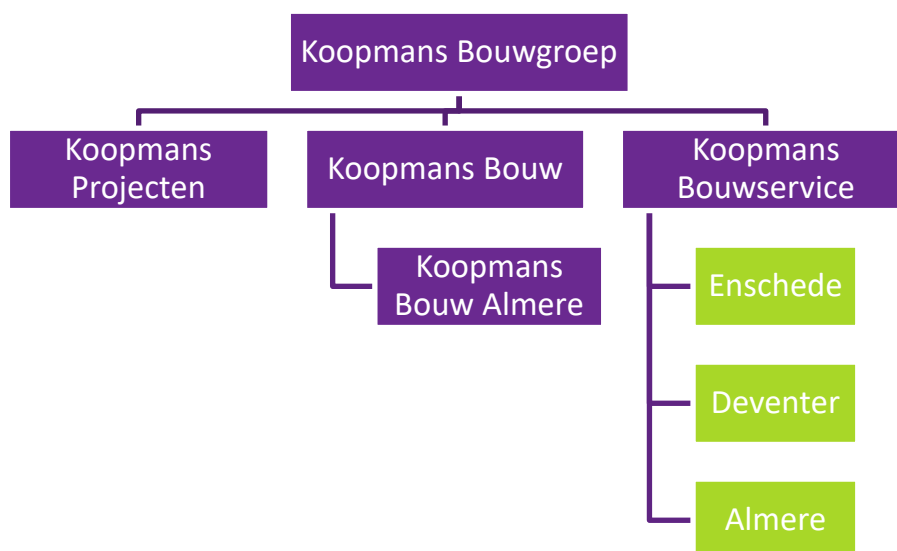 Koopmans Bouwgroep
Koopmans
Projecten
Koopmans Bouw
Koopmans
Bouwservice
Koopmans
Bouw Almere
Enschede
Deventer
Almere